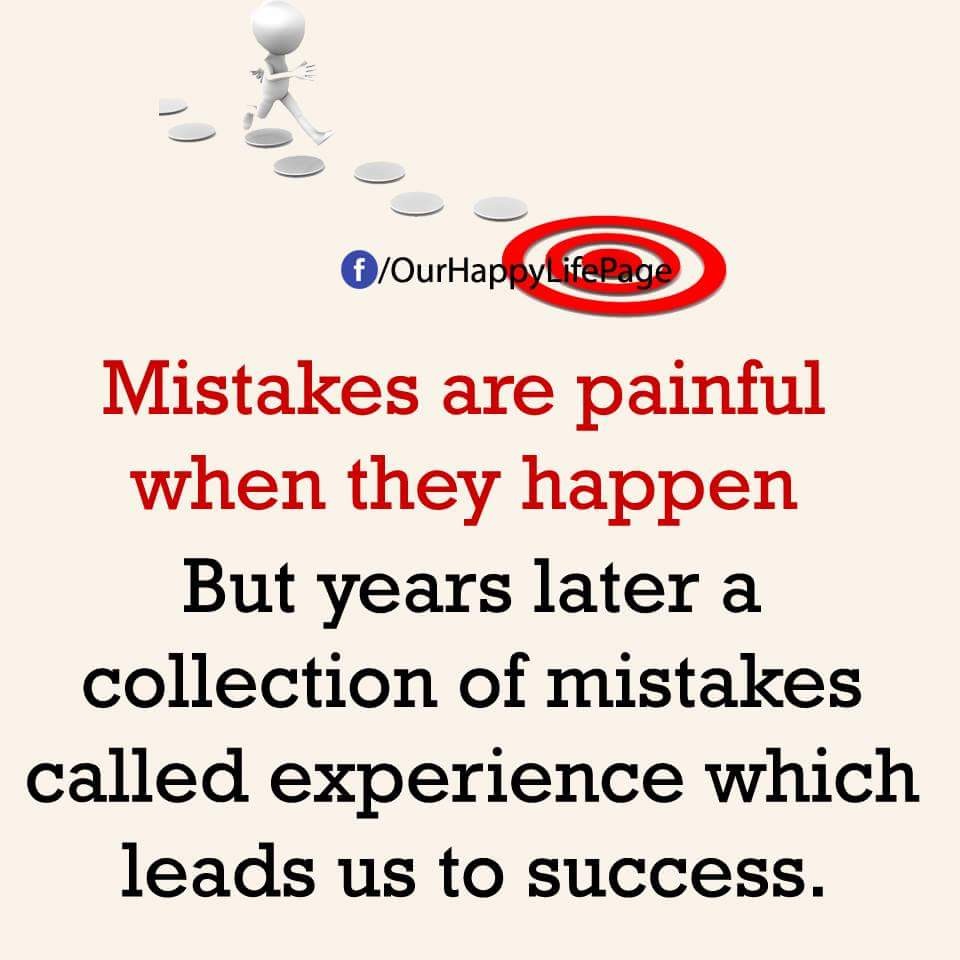 f/OurHappyLifePage
Mistakes are painful
when they happen
But years later a
collection of mistakes
called experience which
leads us to success.